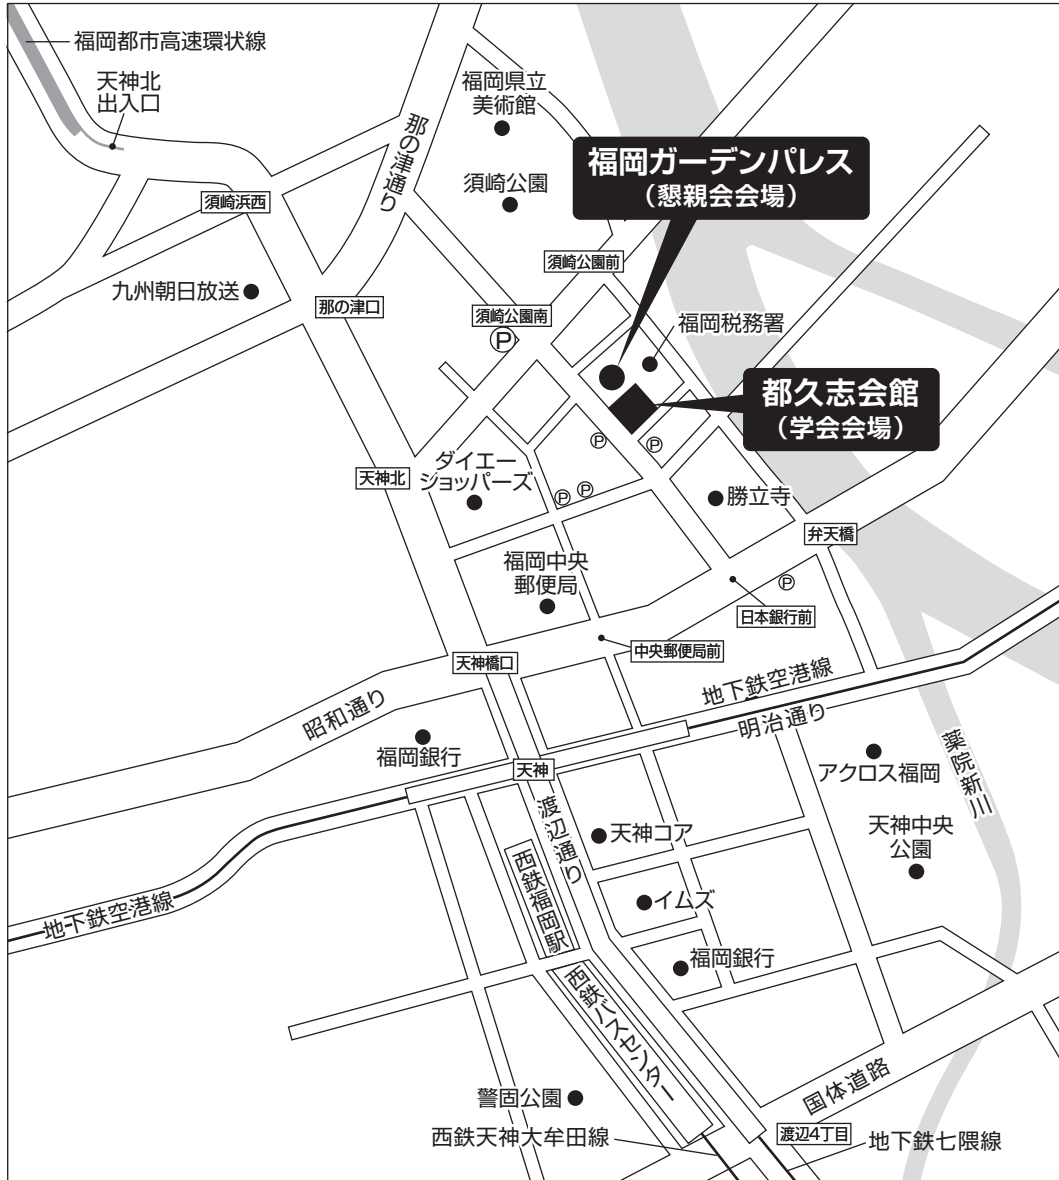 福岡都市高速環状線
天神北
出入口
福岡県立
美術館
那の津通り
福岡ガーデンパレス
（懇親会会場）
須崎公園
須崎浜西
須崎公園前
九州朝日放送
那の津口
須崎公園南
P
福岡税務署
都久志会館
（学会会場）
P
P
天神北
ダイエー
ショッパーズ
P
P
勝立寺
弁天橋
福岡中央
郵便局
P
日本銀行前
中央郵便局前
天神橋口
地下鉄空港線
昭和通り
明治通り
福岡銀行
天神
薬院新川
アクロス福岡
渡辺通り
天神コア
天神中央
公園
西鉄福岡駅
イムズ
地下鉄空港線
福岡銀行
西鉄バスセンター
国体道路
警固公園
西鉄天神大牟田線
渡辺4丁目
地下鉄七隈線